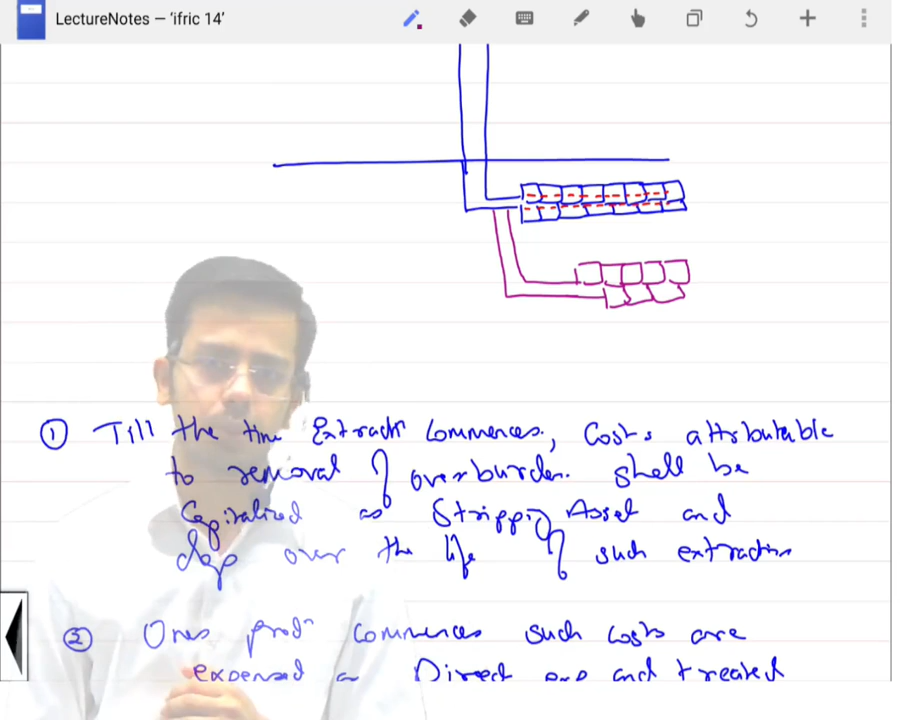 LectureNotes – 'ifric 14'
① Till the time Extractn Commences, Costs attributable
to removal of overburden. shall be
Capitalized as Stripping Asset and
dep over the life of such extraction
② Ones prodn Commences such costs are
expensed as Direct exp and treated